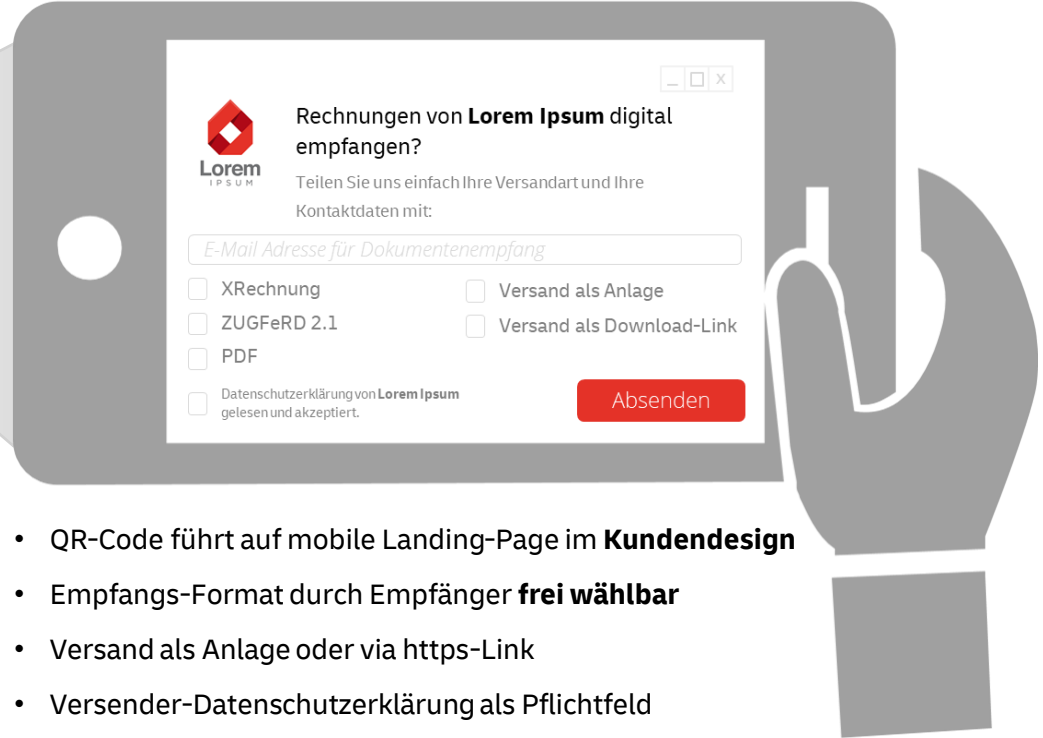 _ □ X
Rechnungen von Lorem Ipsum digital
empfangen?
Lorem
IPSUM
Teilen Sie uns einfach Ihre Versandart und Ihre
Kontaktdaten mit:
E-Mail Adresse für Dokumentenempfang
XRechnung
ZUGFeRD 2.1
PDF
Versand als Anlage
Versand als Download-Link
Datenschutzerklärung von Lorem Ipsum
gelesen und akzeptiert.
Absenden
• QR-Code führt auf mobile Landing-Page im Kundendesign
• Empfangs-Format durch Empfänger frei wählbar
• Versand als Anlage oder via https-Link
• Versender-Datenschutzerklärung als Pflichtfeld